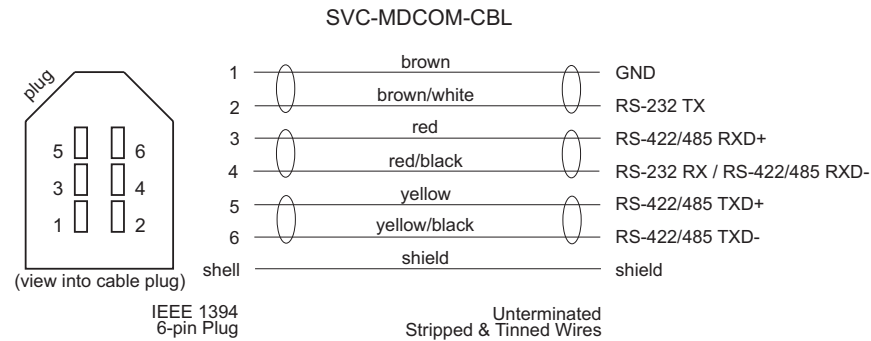 SVC-MDCOM-CBL
plug
5 6
3 4
1 2
(view into cable plug)
1 brown GND
2 brown/white RS-232 TX
3 red RS-422/485 RXD+
4 red/black RS-232 RX / RS-422/485 RXD-
5 yellow RS-422/485 TXD+
6 yellow/black RS-422/485 TXD-
shell shield shield
IEEE 1394
6-pin Plug
Unterminated
Stripped & Tinned Wires